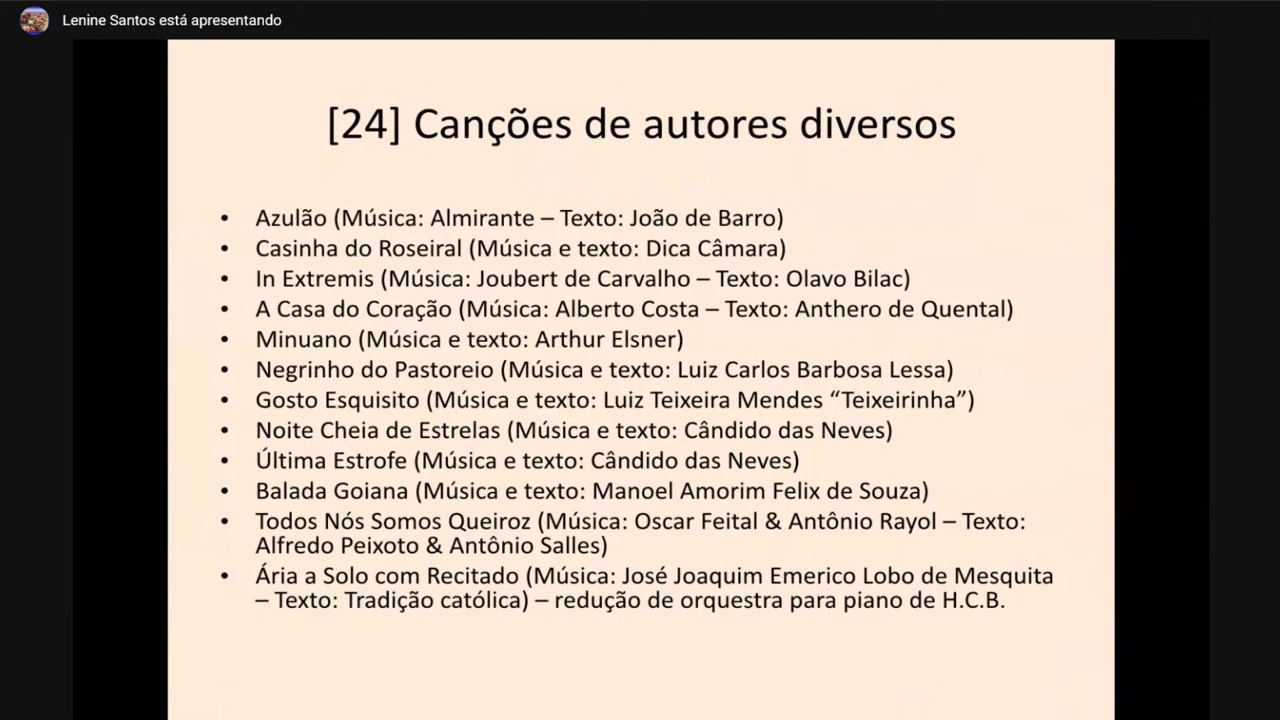 Lenine Santos está apresentando
[24] Canções de autores diversos
• Azulão (Música: Almirante – Texto: João de Barro)
• Casinha do Roseiral (Música e texto: Dica Câmara)
• In Extremis (Música: Joubert de Carvalho – Texto: Olavo Bilac)
• A Casa do Coração (Música: Alberto Costa – Texto: Anthero de Quental)
• Minuano (Música e texto: Arthur Elsner)
• Negrinho do Pastoreio (Música e texto: Luiz Carlos Barbosa Lessa)
• Gosto Esquisito (Música e texto: Luiz Teixeira Mendes “Teixeirinha”)
• Noite Cheia de Estrelas (Música e texto: Cândido das Neves)
• Última Estrofe (Música e texto: Cândido das Neves)
• Balada Goiana (Música e texto: Manoel Amorim Felix de Souza)
• Todos Nós Somos Queiroz (Música: Oscar Feital & Antônio Rayol – Texto:
Alfredo Peixoto & Antônio Salles)
• Ária a Solo com Recitado (Música: José Joaquim Emerico Lobo de Mesquita
– Texto: Tradição católica) – redução de orquestra para piano de H.C.B.